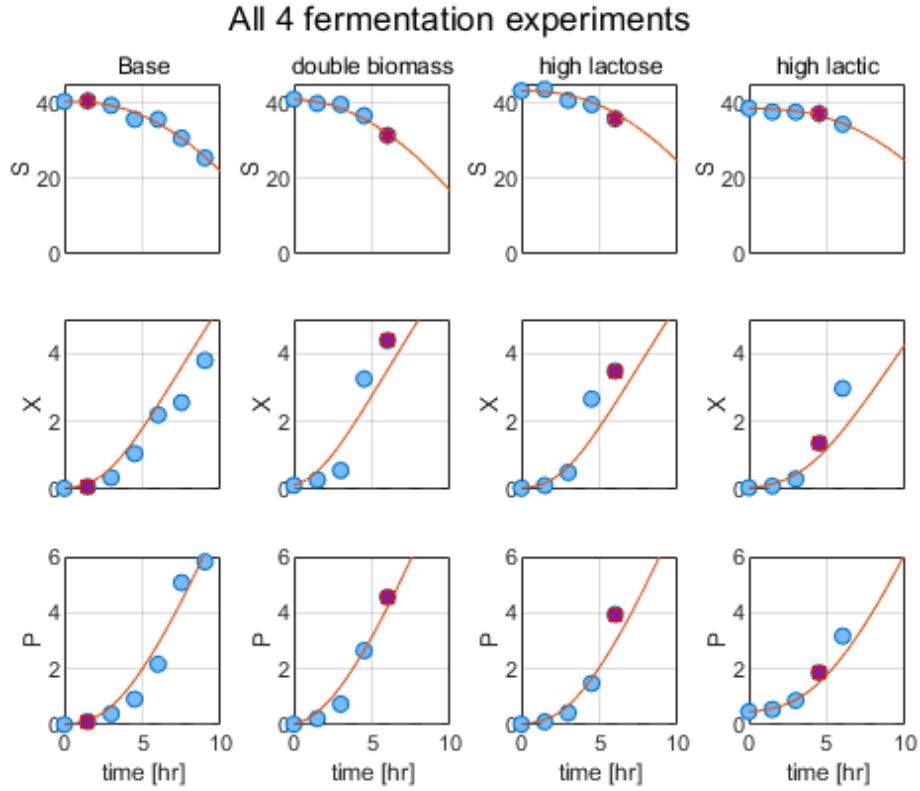 All 4 fermentation experiments
Base double biomass high lactose high lactic
40 40 40 40
S S S S
20 20 20 20
0 0 0 0
4 4 4 4
X X X X
2 2 2 2
0 0 0 0
6 6 6 6
4 4 4 4
P P P P
2 2 2 2
0 0 0 0
0 5 10 0 5 10 0 5 10 0 5 10
time [hr] time [hr] time [hr] time [hr]